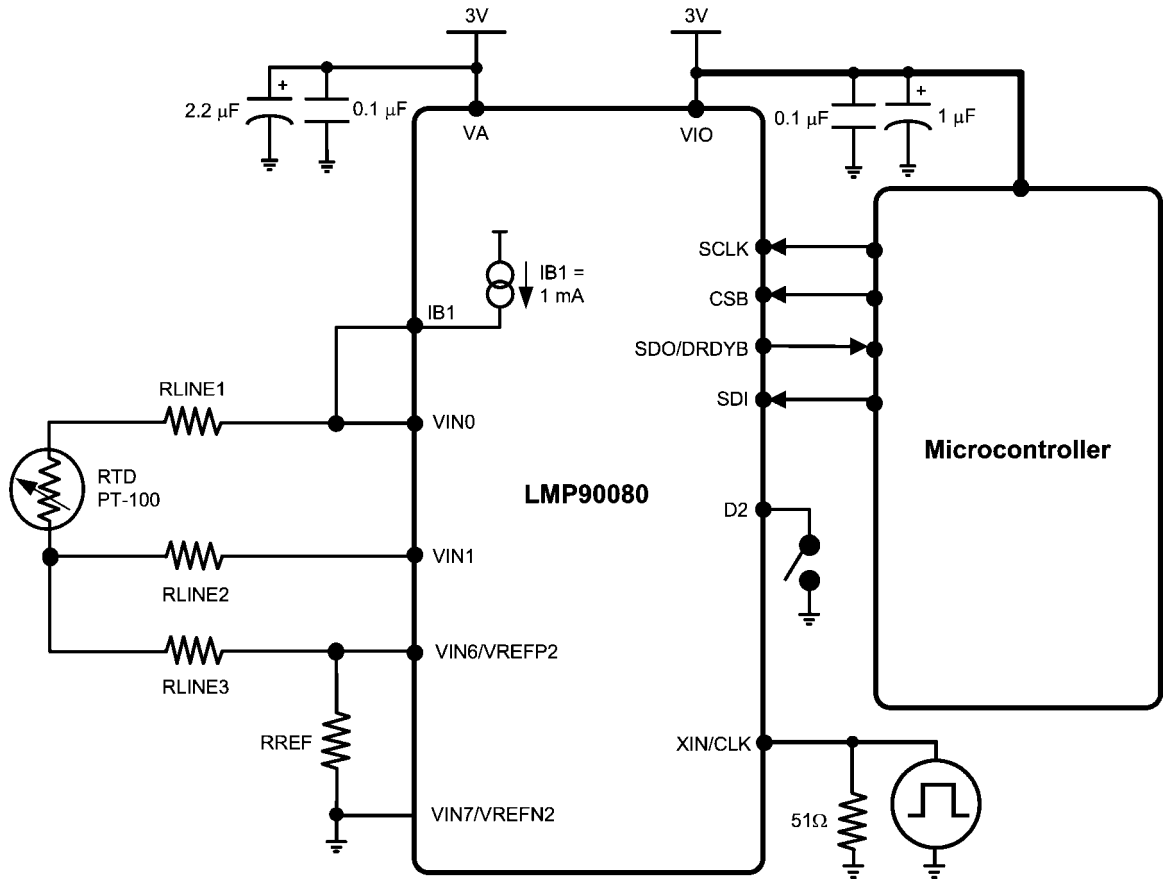 3V
3V
+
2.2 µF
0.1 µF
VA
VIO
0.1 µF
+
1 µF
SCLK
IB1 =
1 mA
CSB
IB1
SDO/DRDYB
RLINE1
SDI
VIN0
Microcontroller
RTD
PT-100
LMP90080
D2
VIN1
RLINE2
VIN6/VREFP2
RLINE3
RREF
XIN/CLK
VIN7/VREFN2
51Ω